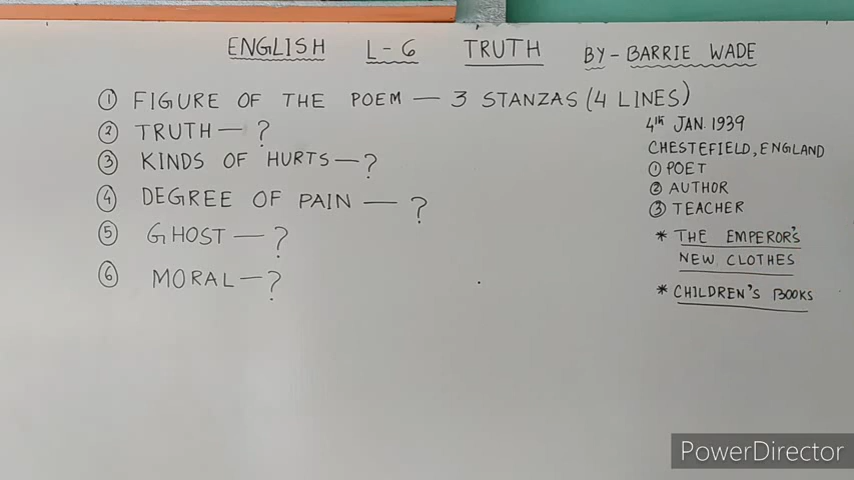 ENGLISH L-6 TRUTH BY-BARRIE WADE
① FIGURE OF THE POEM — 3 STANZAS (4 LINES)
② TRUTH — ?
③ KINDS OF HURTS — ?
④ DEGREE OF PAIN — ?
⑤ GHOST — ?
⑥ MORAL — ?
4th JAN. 1939
CHESTEFIELD, ENGLAND
① POET
② AUTHOR
③ TEACHER
* THE EMPEROR'S
NEW CLOTHES
* CHILDREN'S BOOKS
PowerDirector